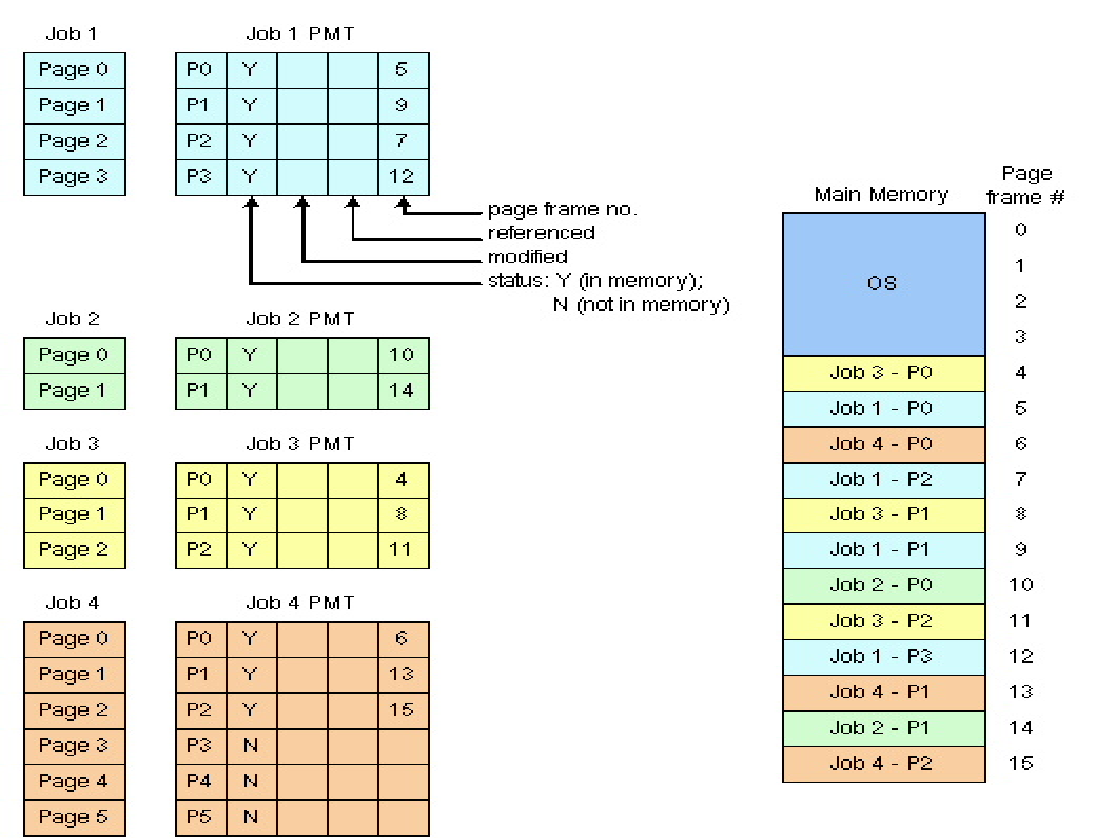 Job 1 Job 1 PMT
Page 0 P0 Y 5
Page 1 P1 Y 9
Page 2 P2 Y 7
Page 3 P3 Y 12
page frame no.
referenced
modified
status: Y (in memory);
N (not in memory)
Job 2 Job 2 PMT
Page 0 P0 Y 10
Page 1 P1 Y 14
Job 3 Job 3 PMT
Page 0 P0 Y 4
Page 1 P1 Y 8
Page 2 P2 Y 11
Job 4 Job 4 PMT
Page 0 P0 Y 6
Page 1 P1 Y 13
Page 2 P2 Y 15
Page 3 P3 N
Page 4 P4 N
Page 5 P5 N
Main Memory
Page
frame #
0
1
OS
2
3
Job 3 - P0 4
Job 1 - P0 5
Job 4 - P0 6
Job 1 - P2 7
Job 3 - P1 8
Job 1 - P1 9
Job 2 - P0 10
Job 3 - P2 11
Job 1 - P3 12
Job 4 - P1 13
Job 2 - P1 14
Job 4 - P2 15